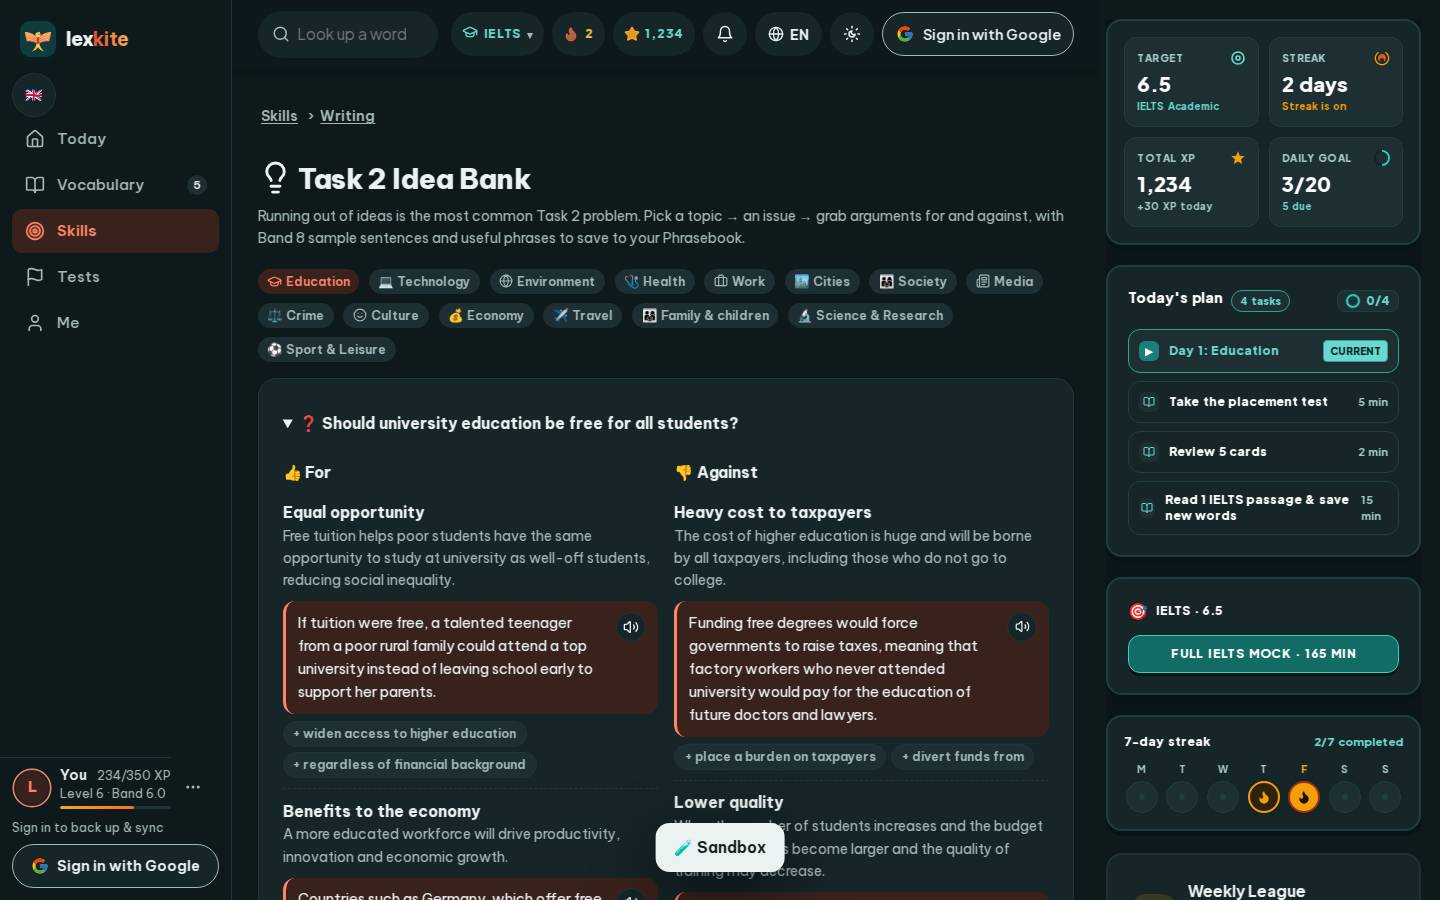 lexkite
Today
Vocabulary 5
Skills
Tests
Me
You 234/350 XP
L
Level 6 · Band 6.0
Sign in to back up & sync
Sign in with Google
Look up a word
IELTS ▾
2
1,234
EN
Sign in with Google
Skills › Writing
Task 2 Idea Bank
Running out of ideas is the most common Task 2 problem. Pick a topic → an issue → grab arguments for and against, with
Band 8 sample sentences and useful phrases to save to your Phrasebook.
Education Technology Environment Health Work Cities Society Media
Crime Culture Economy Travel Family & children Science & Research
Sport & Leisure
▼ ❓ Should university education be free for all students?
👍 For
Equal opportunity
Free tuition helps poor students have the same
opportunity to study at university as well-off students,
reducing social inequality.
If tuition were free, a talented teenager
from a poor rural family could attend a top
university instead of leaving school early to
support her parents.
+ widen access to higher education
+ regardless of financial background
Benefits to the economy
A more educated workforce will drive productivity,
innovation and economic growth.
Countries such as Germany, which offer free
👎 Against
Heavy cost to taxpayers
The cost of higher education is huge and will be borne
by all taxpayers, including those who do not go to
college.
Funding free degrees would force
governments to raise taxes, meaning that
factory workers who never attended
university would pay for the education of
future doctors and lawyers.
+ place a burden on taxpayers + divert funds from
Lower quality
of students increases and the budget
become larger and the quality of
training may decrease.
🧪 Sandbox
TARGET
6.5
IELTS Academic
STREAK
2 days
Streak is on
TOTAL XP
1,234
+30 XP today
DAILY GOAL
3/20
5 due
Today's plan 4 tasks 0/4
Day 1: Education CURRENT
Take the placement test 5 min
Review 5 cards 2 min
Read 1 IELTS passage & save new words 15 min
🎯 IELTS · 6.5
FULL IELTS MOCK · 165 MIN
7-day streak 2/7 completed
M T W T F S S
Weekly League